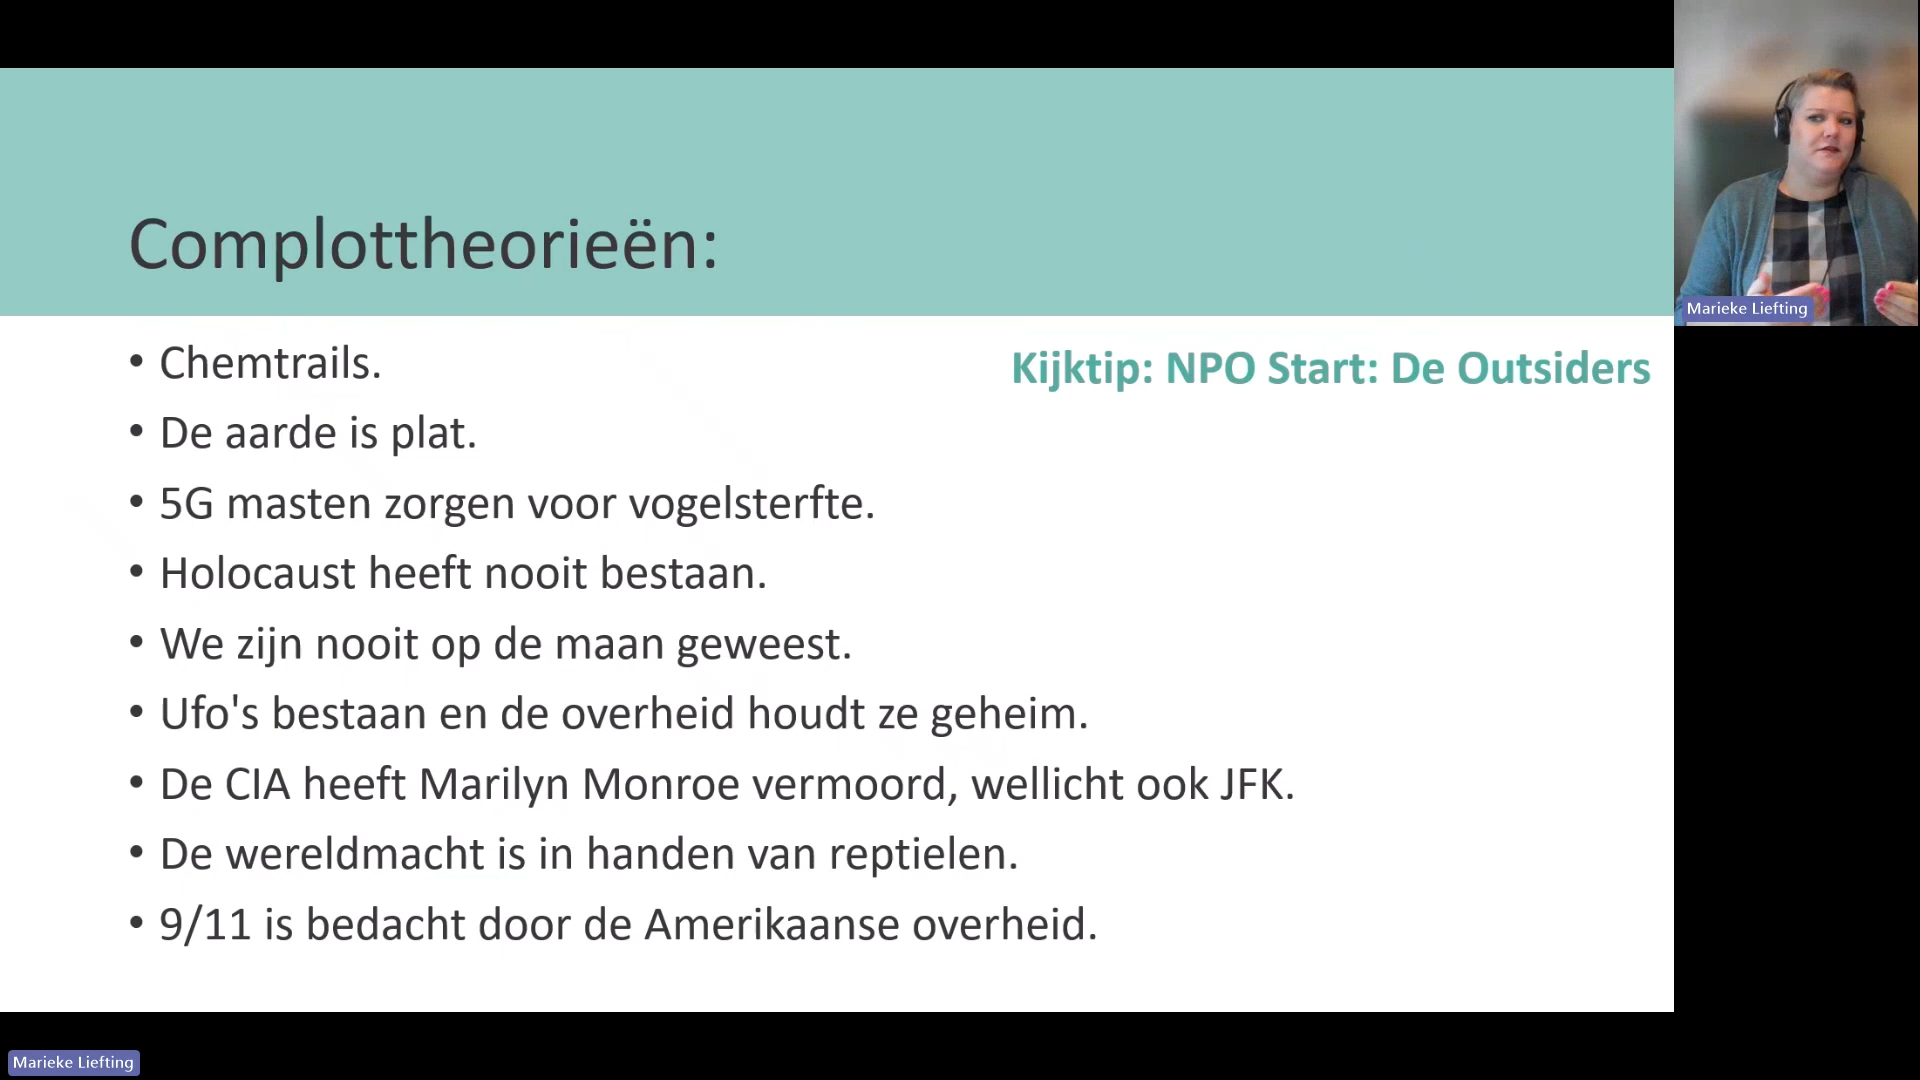 Complottheorieën:
• Chemtrails.
Kijktip: NPO Start: De Outsiders
• De aarde is plat.
• 5G masten zorgen voor vogelsterfte.
• Holocaust heeft nooit bestaan.
• We zijn nooit op de maan geweest.
• Ufo's bestaan en de overheid houdt ze geheim.
• De CIA heeft Marilyn Monroe vermoord, wellicht ook JFK.
• De wereldmacht is in handen van reptielen.
• 9/11 is bedacht door de Amerikaanse overheid.
Marieke Liefting
Marieke Liefting